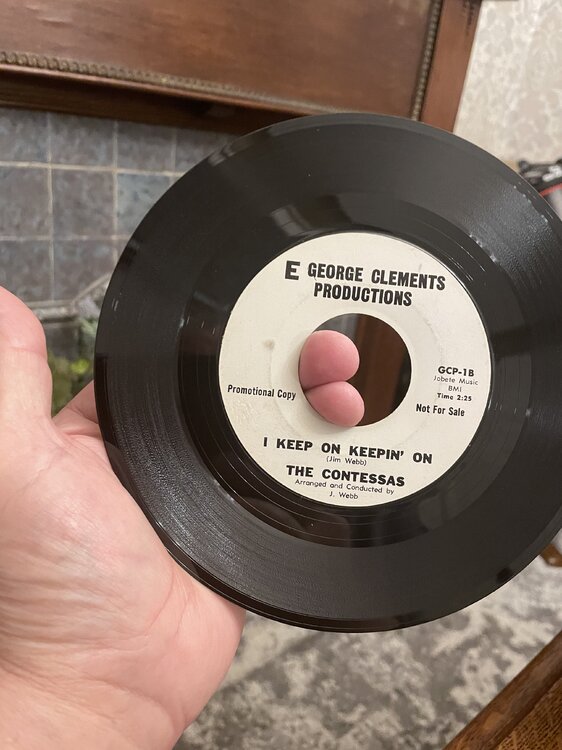 E GEORGE CLEMENTS
PRODUCTIONS
GCP-1B
Jobete Music
BMI
Time 2:25
Promotional Copy
Not For Sale
I KEEP ON KEEPIN' ON
(Jim Webb)
THE CONTESSAS
Arranged and Conducted by
J. Webb